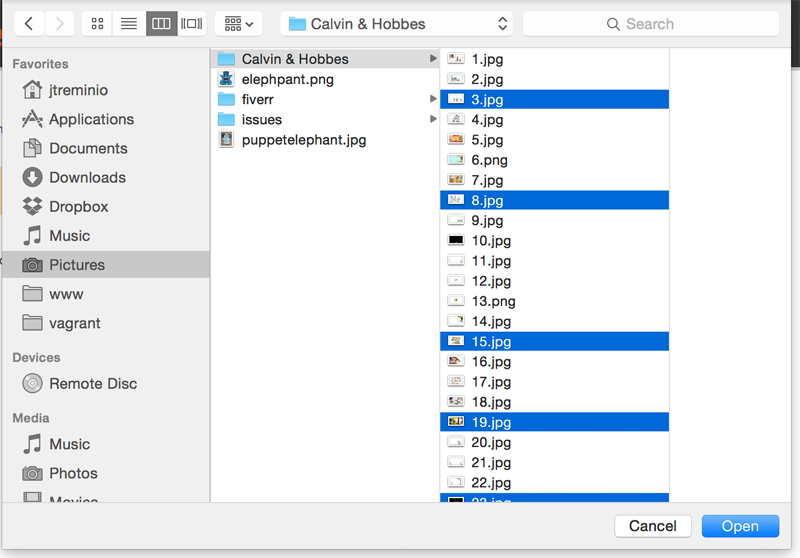 Calvin & Hobbes
Search
Favorites
jtreminio
Applications
Documents
Downloads
Dropbox
Music
Pictures
www
vagrant
Devices
Remote Disc
Media
Music
Photos
Movies
Calvin & Hobbes
elephpant.png
fiverr
issues
puppetelephant.jpg
1.jpg
2.jpg
3.jpg
4.jpg
5.jpg
6.png
7.jpg
8.jpg
9.jpg
10.jpg
11.jpg
12.jpg
13.png
14.jpg
15.jpg
16.jpg
17.jpg
18.jpg
19.jpg
20.jpg
21.jpg
22.jpg
23.jpg
Cancel
Open